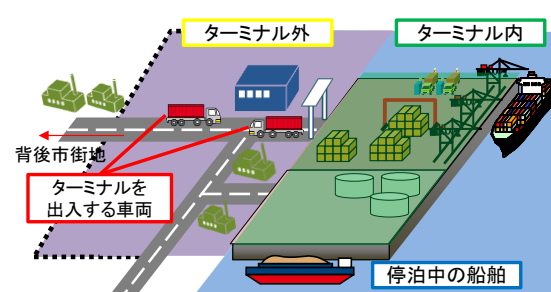 ターミナル外
ターミナル内
背後市街地
ターミナルを
出入する車両
停泊中の船舶